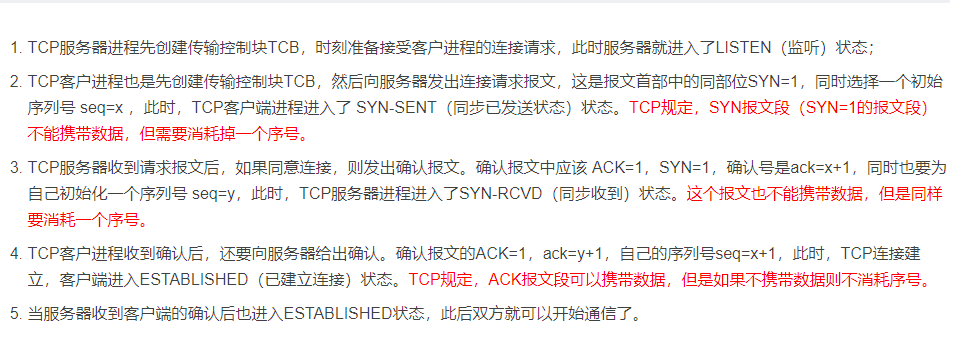 1. TCP服务器进程先创建传输控制块TCB，时刻准备接受客户进程的连接请求，此时服务器就进入了LISTEN（监听）状态；
2. TCP客户进程也是先创建传输控制块TCB，然后向服务器发出连接请求报文，这是报文首部中的同部位SYN=1，同时选择一个初始
序列号 seq=x ，此时，TCP客户端进程进入了 SYN-SENT（同步已发送状态）状态。TCP规定，SYN报文段（SYN=1的报文段）
不能携带数据，但需要消耗掉一个序号。
3. TCP服务器收到请求报文后，如果同意连接，则发出确认报文。确认报文中应该 ACK=1，SYN=1，确认号是ack=x+1，同时也要为
自己初始化一个序列号 seq=y，此时，TCP服务器进程进入了SYN-RCVD（同步收到）状态。这个报文也不能携带数据，但是同样
要消耗一个序号。
4. TCP客户进程收到确认后，还要向服务器给出确认。确认报文的ACK=1，ack=y+1，自己的序列号seq=x+1，此时，TCP连接建
立，客户端进入ESTABLISHED（已建立连接）状态。TCP规定，ACK报文段可以携带数据，但是如果不携带数据则不消耗序号。
5. 当服务器收到客户端的确认后也进入ESTABLISHED状态，此后双方就可以开始通信了。